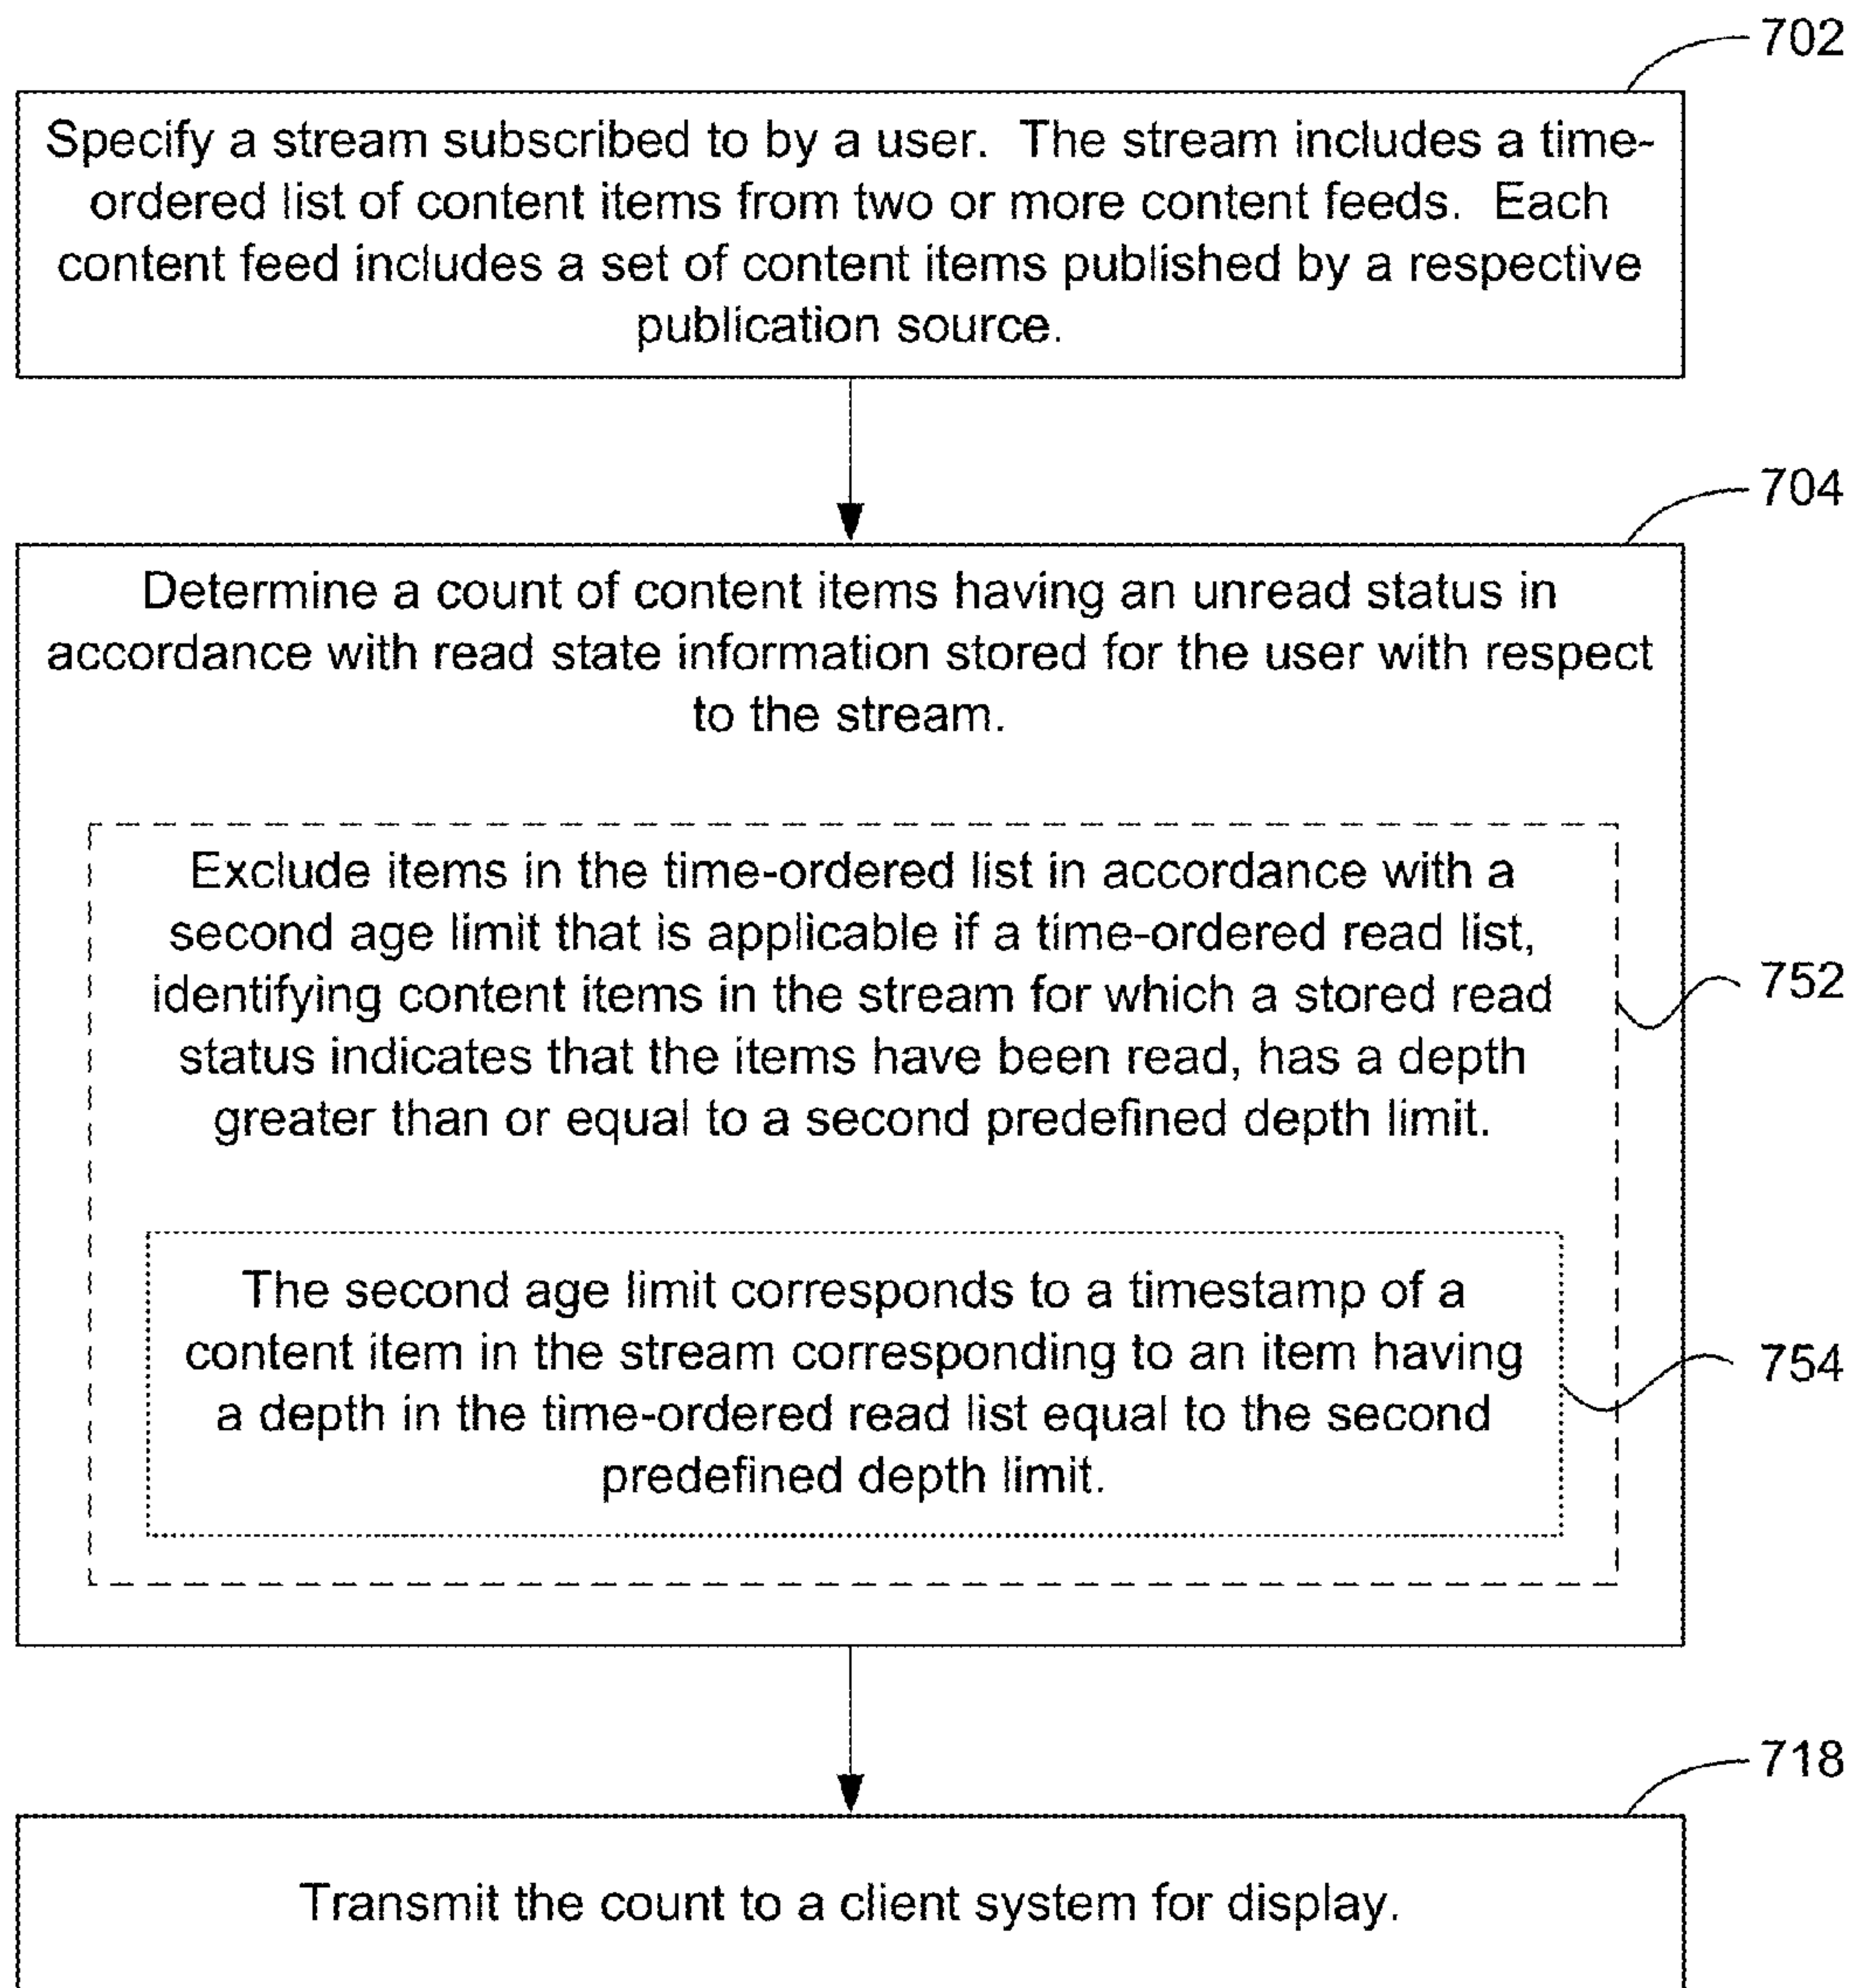 702
Specify a stream subscribed to by a user. The stream includes a time-
ordered list of content items from two or more content feeds. Each
content feed includes a set of content items published by a respective
publication source.
704
Determine a count of content items having an unread status in
accordance with read state information stored for the user with respect
to the stream.
Exclude items in the time-ordered list in accordance with a
second age limit that is applicable if a time-ordered read list,
identifying content items in the stream for which a stored read
status indicates that the items have been read, has a depth
greater than or equal to a second predefined depth limit.
752
The second age limit corresponds to a timestamp of a
content item in the stream corresponding to an item having
a depth in the time-ordered read list equal to the second
predefined depth limit.
754
718
Transmit the count to a client system for display.